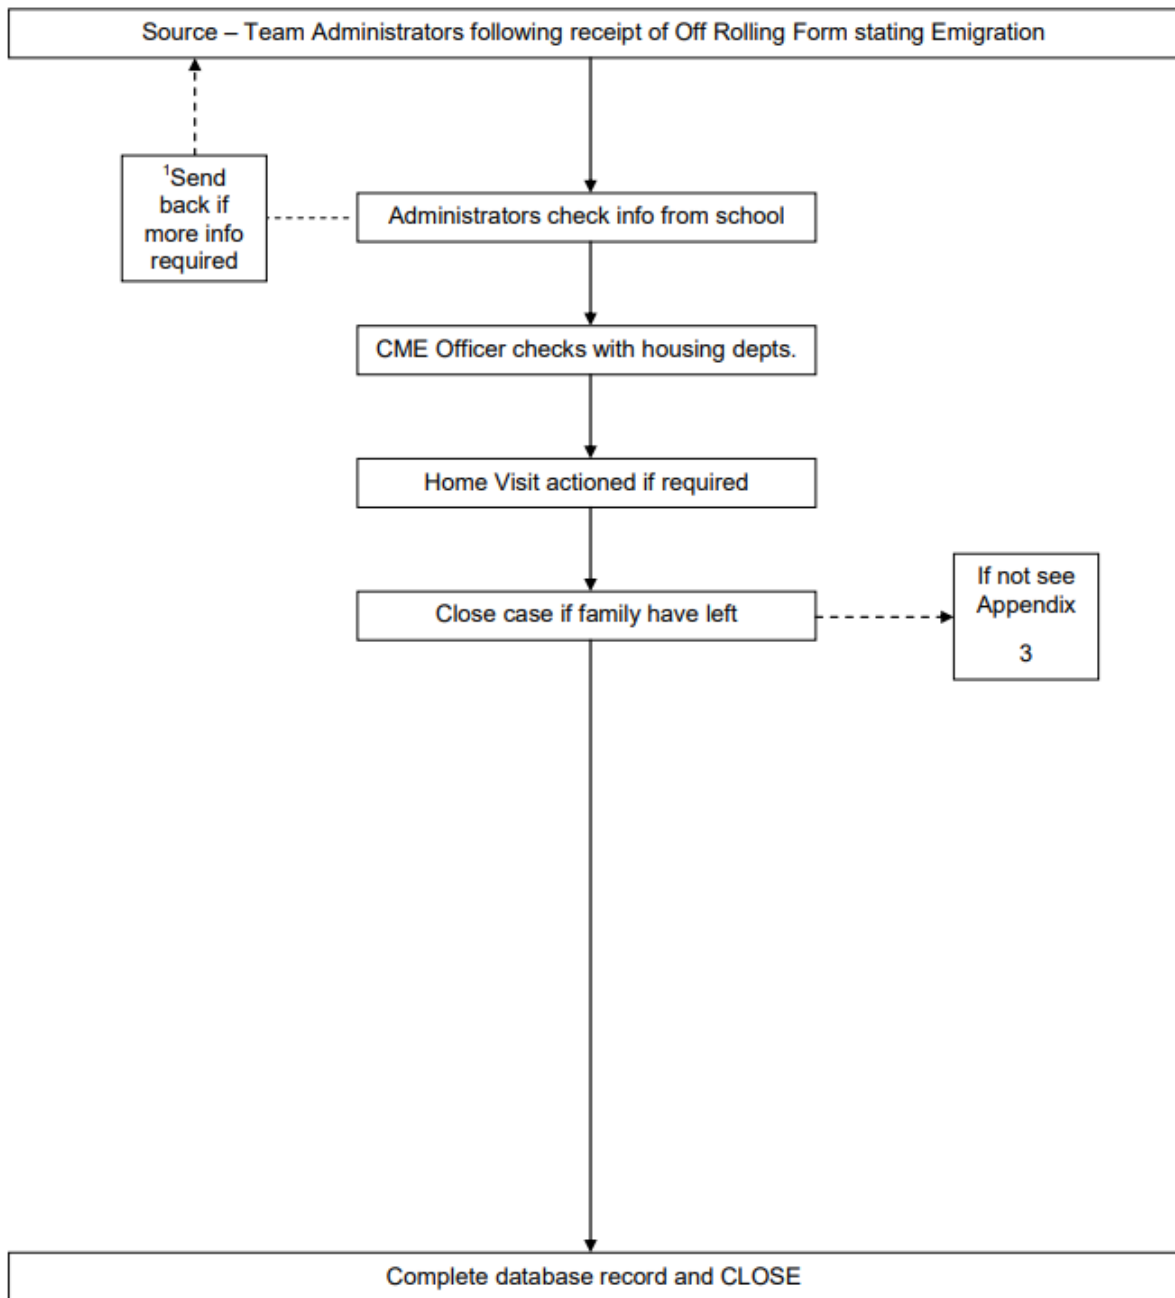 Source – Team Administrators following receipt of Off Rolling Form stating Emigration
¹Send
back if
more info
required
Administrators check info from school
CME Officer checks with housing depts.
Home Visit actioned if required
Close case if family have left
If not see
Appendix
3
Complete database record and CLOSE